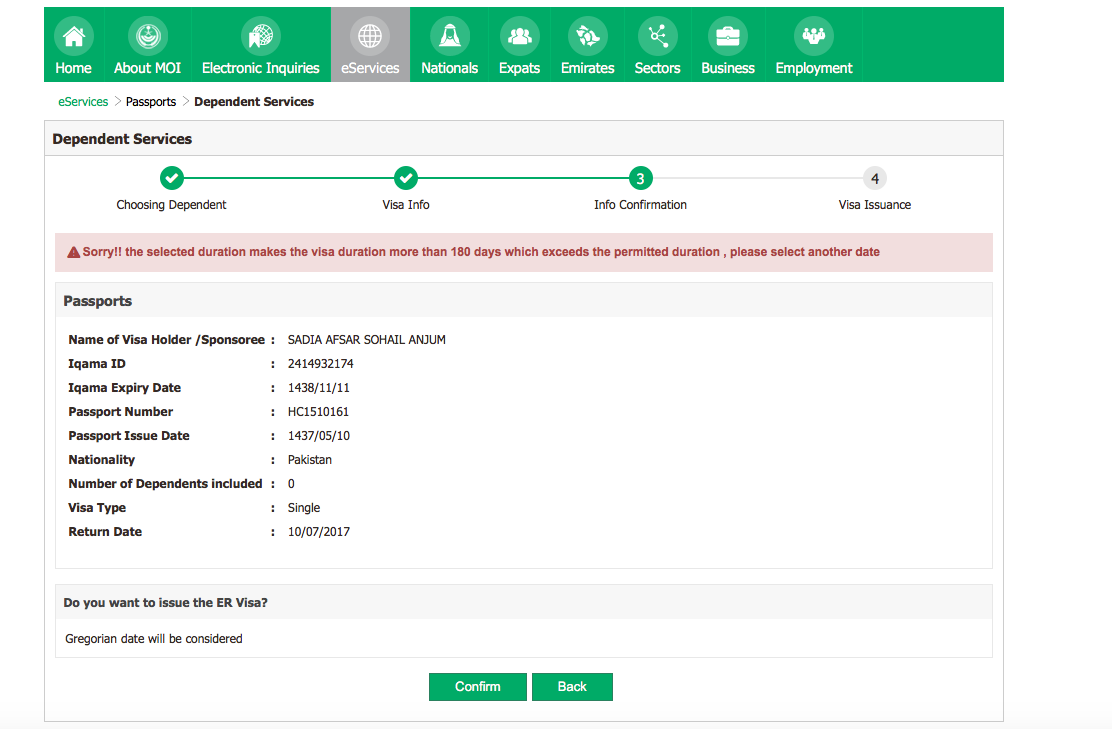 Home
About MOI
Electronic Inquiries
eServices
Nationals
Expats
Emirates
Sectors
Business
Employment
eServices > Passports > Dependent Services
Dependent Services
3
4
Choosing Dependent
Visa Info
Info Confirmation
Visa Issuance
Sorry!! the selected duration makes the visa duration more than 180 days which exceeds the permitted duration , please select another date
Passports
Name of Visa Holder /Sponsoree : SADIA AFSAR SOHAIL ANJUM
Iqama ID : 2414932174
Iqama Expiry Date : 1438/11/11
Passport Number : HC1510161
Passport Issue Date : 1437/05/10
Nationality : Pakistan
Number of Dependents included : 0
Visa Type : Single
Return Date : 10/07/2017
Do you want to issue the ER Visa?
Gregorian date will be considered
Confirm
Back